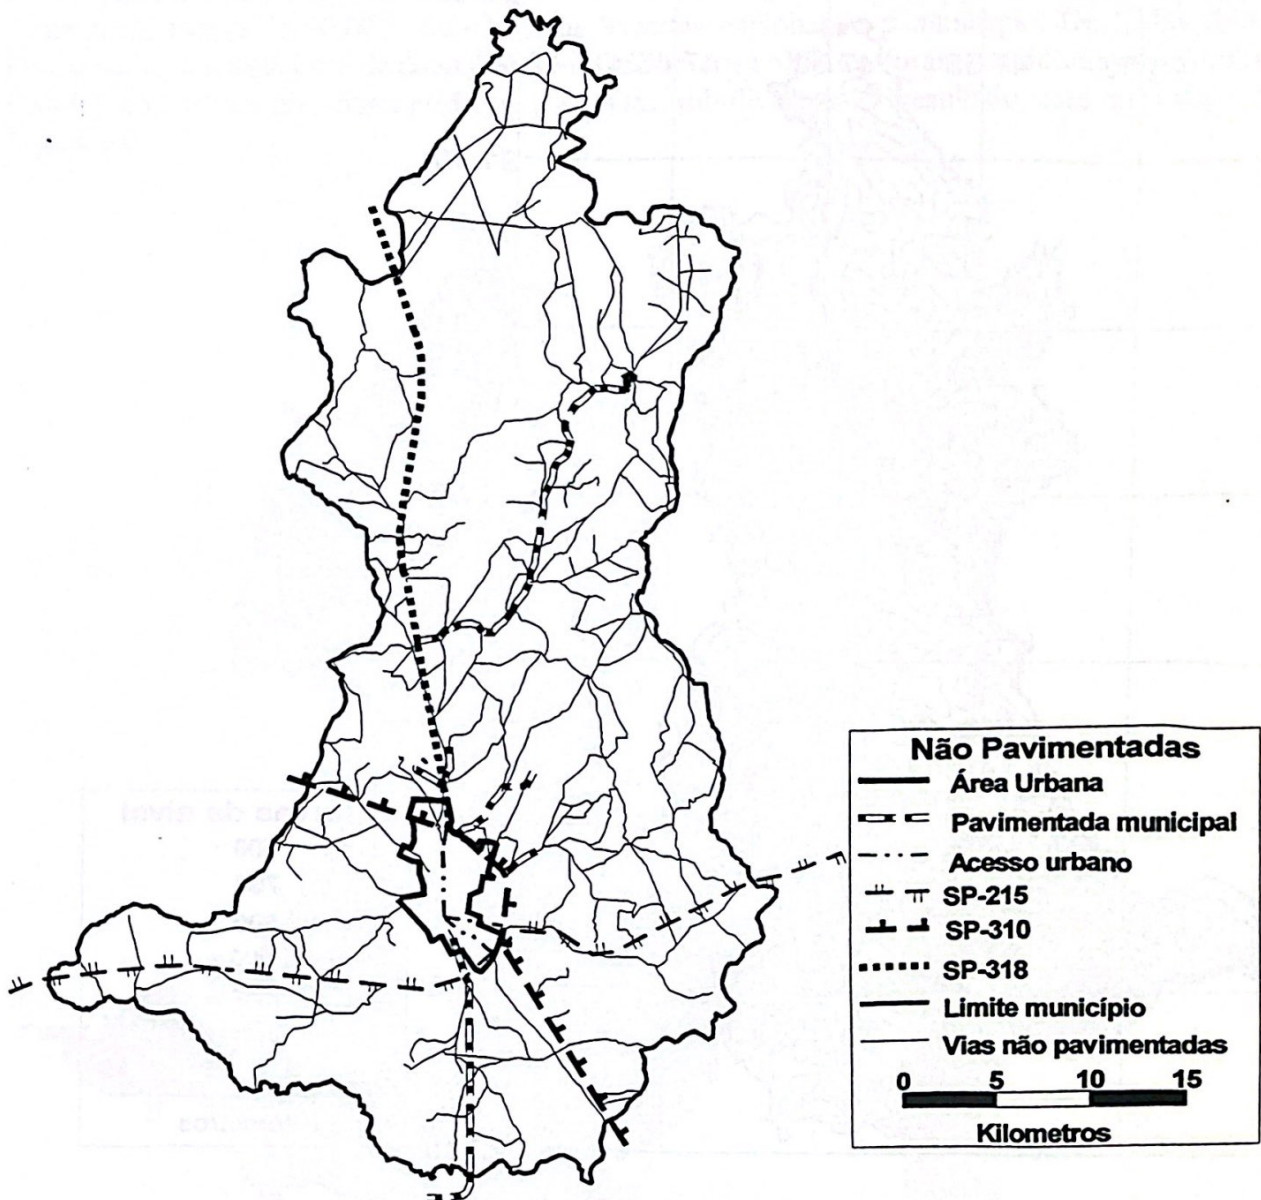 Não Pavimentadas
Área Urbana
Pavimentada municipal
Acesso urbano
SP-215
SP-310
SP-318
Limite município
Vias não pavimentadas
0 5 10 15
Kilometros